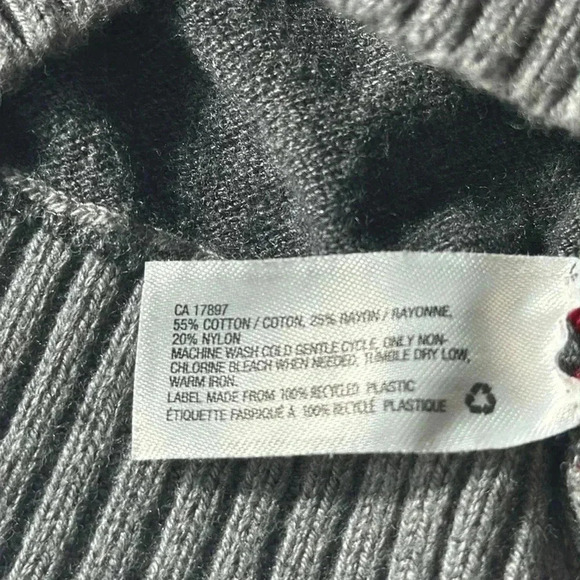 CA 17897
55% COTTON / COTON, 25% RAYON / RAYONNE,
20% NYLON
MACHINE WASH COLD GENTLE CYCLE, ONLY NON-
CHLORINE BLEACH WHEN NEEDED, TUMBLE DRY LOW,
WARM IRON.
LABEL MADE FROM 100% RECYCLED PLASTIC
ÉTIQUETTE FABRIQUÉ À 100% RECYCLÉ PLASTIQUE